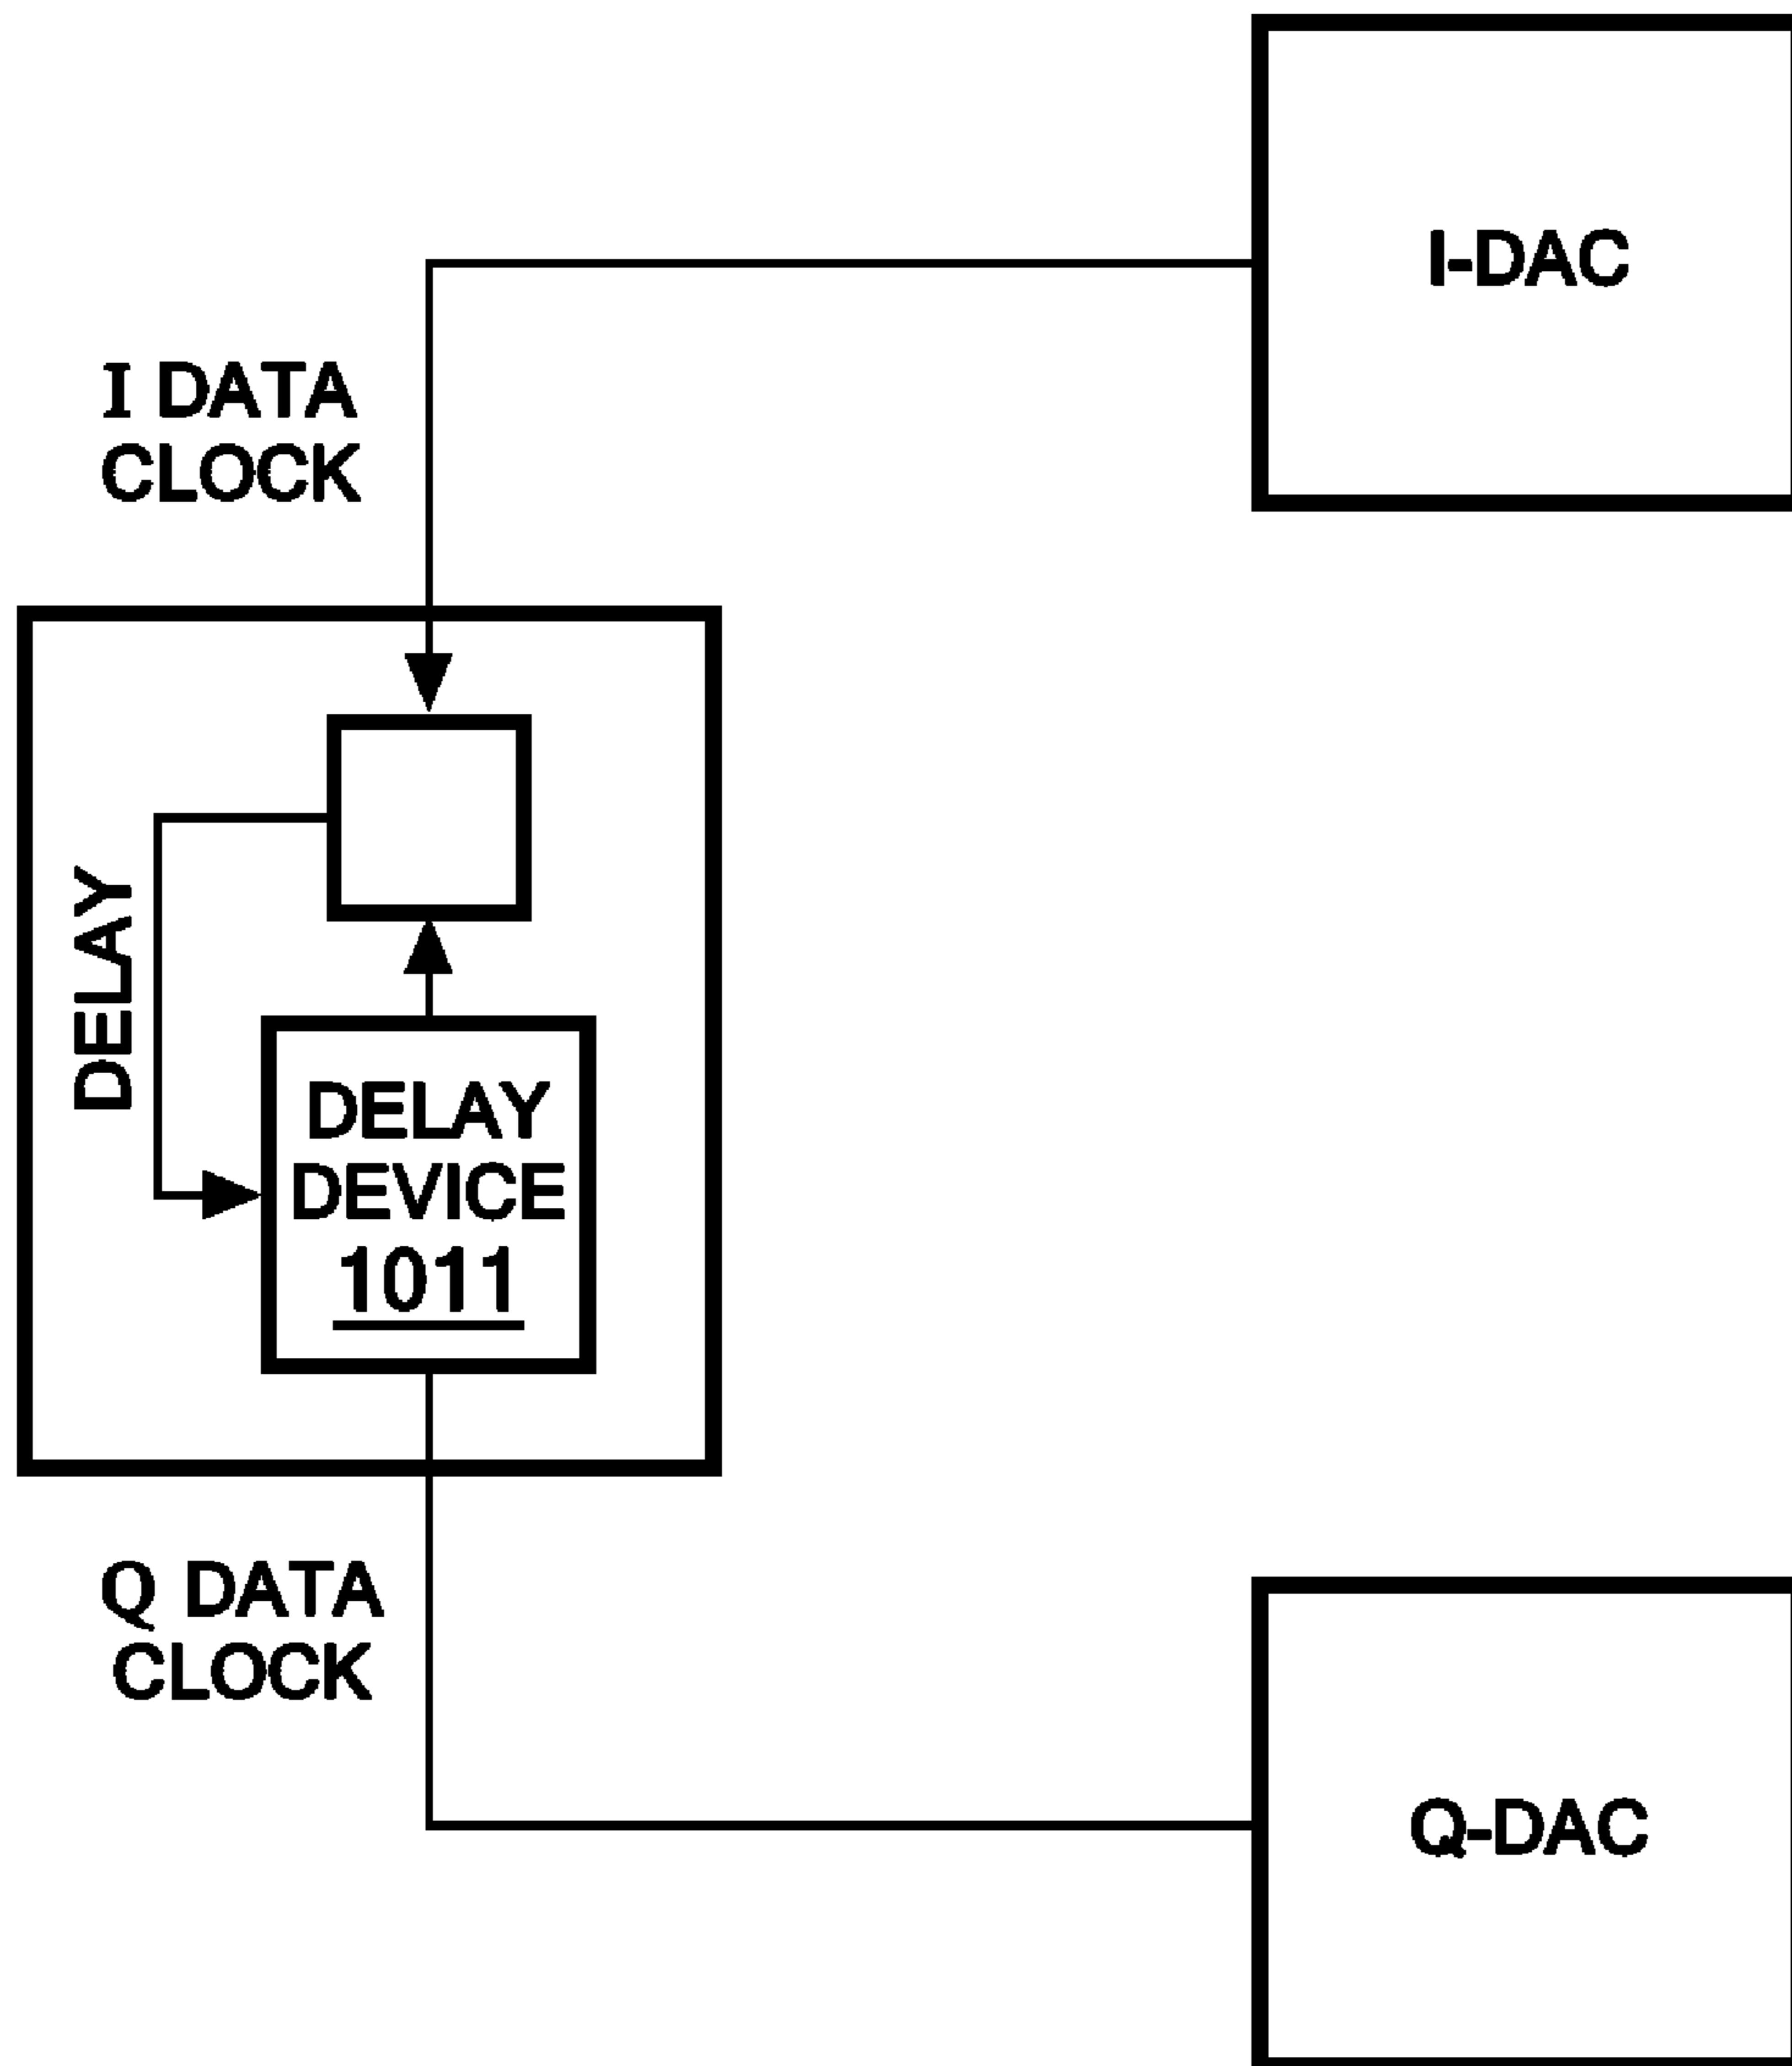 I-DAC
I DATA
CLOCK
DELAY
DELAY
DEVICE
1011
Q DATA
CLOCK
Q-DAC